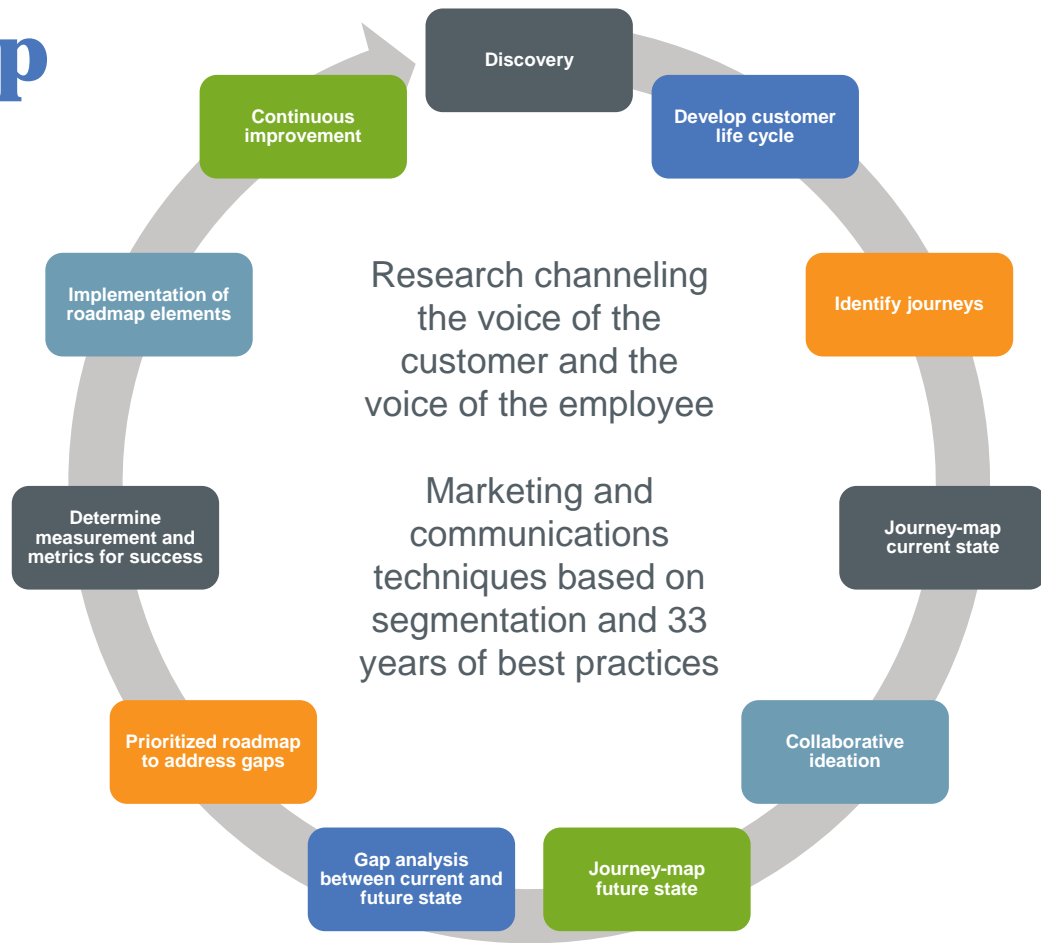 p
Discovery
Develop customer
life cycle
Identify journeys
Journey-map
current state
Collaborative
ideation
Journey-map
future state
Gap analysis
between current and
future state
Prioritized roadmap
to address gaps
Determine
measurement and
metrics for success
Implementation of
roadmap elements
Continuous
improvement
Research channeling
the voice of the
customer and the
voice of the employee
Marketing and
communications
techniques based on
segmentation and 33
years of best practices